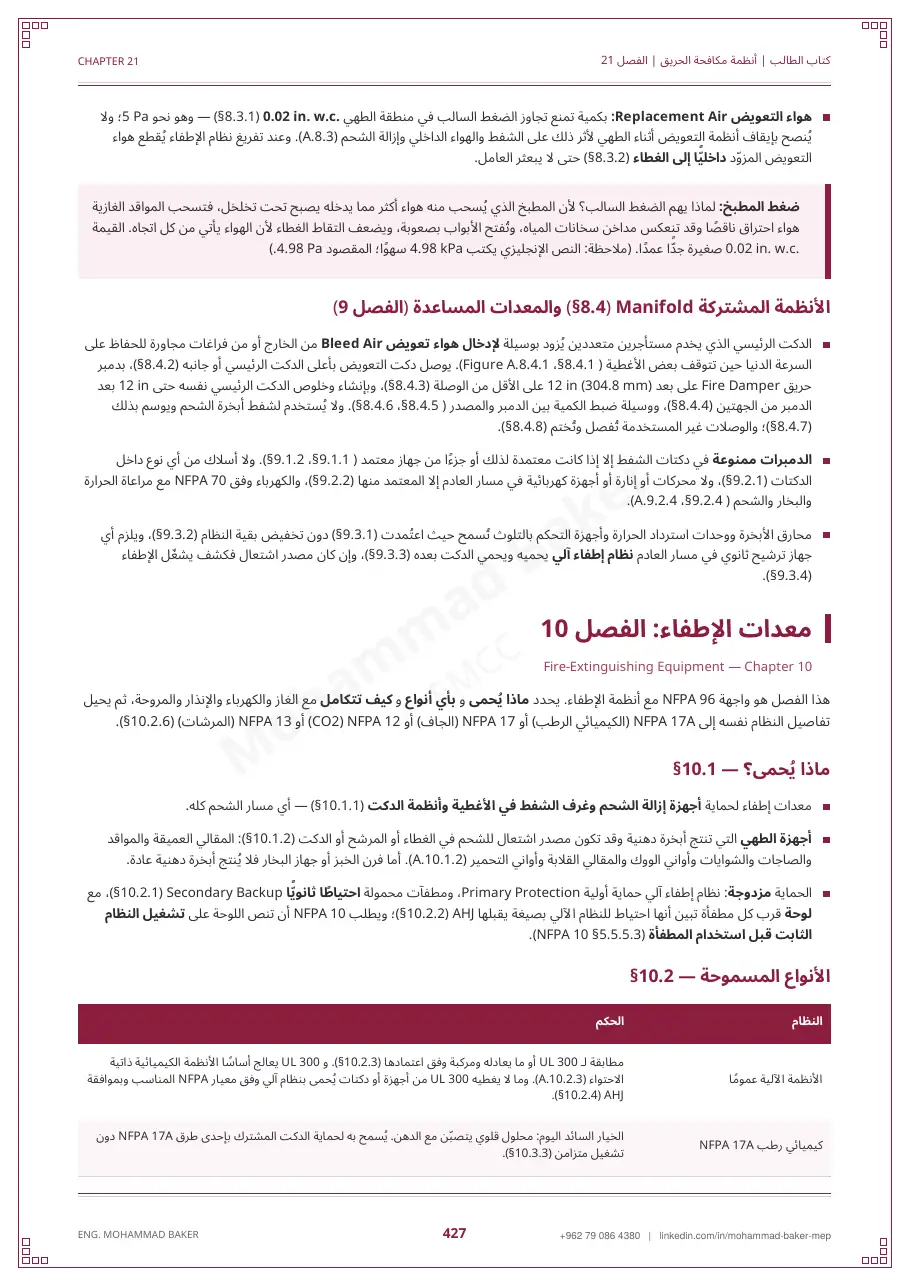 كتاب الطالب | أنظمة مكافحة الحريق | الفصل 21
CHAPTER 21
هواء التعويض Replacement Air: بكمية تمنع تجاوز الضغط السالب في منطقة الطهي 0.02 in. w.c. (§8.3.1) — وهو نحو 5 Pa؛ ولا
يُنصح بإيقاف أنظمة التعويض أثناء الطهي لأثر ذلك على الشفط والهواء الداخلي وإزالة الشحم (A.8.3). وعند تفريغ نظام الإطفاء يُقطع هواء
التعويض المزوّد داخليًا إلى الغطاء (§8.3.2) حتى لا يبعثر العامل.
ضغط المطبخ: لماذا يهم الضغط السالب؟ لأن المطبخ الذي يُسحب منه هواء أكثر مما يدخله يصبح تحت تخلخل، فتسحب المواقد الغازية
هواء احتراق ناقصًا وقد تنعكس مداخن سخانات المياه، وتُفتح الأبواب بصعوبة، ويضعف التقاط الغطاء لأن الهواء يأتي من كل اتجاه. القيمة
0.02 in. w.c. صغيرة جدًّا عمدًا. (ملاحظة: النص الإنجليزي يكتب 4.98 kPa سهوًا؛ المقصود 4.98 Pa.)
الأنظمة المشتركة Manifold (§8.4) والمعدات المساعدة (الفصل 9)
الدكت الرئيسي الذي يخدم مستأجرين متعددين يُزود بوسيلة لإدخال هواء تعويض Bleed Air من الخارج أو من فراغات مجاورة للحفاظ على
السرعة الدنيا حين تتوقف بعض الأغطية ( §8.4.1، Figure A.8.4.1). يوصل دكت التعويض بأعلى الدكت الرئيسي أو جانبه (§8.4.2)، بدمبر
حريق Fire Damper على بعد 12 in (304.8 mm) على الأقل من الوصلة (§8.4.3)، وبإنشاء وخلوص الدكت الرئيسي نفسه حتى 12 in بعد
الدمبر من الجهتين (§8.4.4)، ووسيلة ضبط الكمية بين الدمبر والمصدر ( §8.4.5، §8.4.6). ولا يُستخدم لشفط أبخرة الشحم ويوسم بذلك
(§8.4.7)؛ والوصلات غير المستخدمة تُفصل وتُختم (§8.4.8).
الدمبرات ممنوعة في دكتات الشفط إلا إذا كانت معتمدة لذلك أو جزءًا من جهاز معتمد ( §9.1.1، §9.1.2). ولا أسلاك من أي نوع داخل
الدكتات (§9.2.1)، ولا محركات أو إنارة أو أجهزة كهربائية في مسار العادم إلا المعتمد منها (§9.2.2)، والكهرباء وفق NFPA 70 مع مراعاة الحرارة
والبخار والشحم ( §9.2.4، A.9.2.4).
محارق الأبخرة ووحدات استرداد الحرارة وأجهزة التحكم بالتلوث تُسمح حيث اعتُمدت (§9.3.1) دون تخفيض بقية النظام (§9.3.2)، ويلزم أي
جهاز ترشيح ثانوي في مسار العادم نظام إطفاء آلي يحميه ويحمي الدكت بعده (§9.3.3)، وإن كان مصدر اشتعال فكشف يشغّل الإطفاء
(§9.3.4).
معدات الإطفاء: الفصل 10
Fire-Extinguishing Equipment — Chapter 10
هذا الفصل هو واجهة NFPA 96 مع أنظمة الإطفاء. يحدد ماذا يُحمى و بأي أنواع و كيف تتكامل مع الغاز والكهرباء والإنذار والمروحة، ثم يحيل
تفاصيل النظام نفسه إلى NFPA 17A (الكيميائي الرطب) أو NFPA 17 (الجاف) أو NFPA 12 (CO2) أو NFPA 13 (المرشات) (§10.2.6).
ماذا يُحمى؟ — §10.1
معدات إطفاء لحماية أجهزة إزالة الشحم وغرف الشفط في الأغطية وأنظمة الدكت (§10.1.1) — أي مسار الشحم كله.
أجهزة الطهي التي تنتج أبخرة دهنية وقد تكون مصدر اشتعال للشحم في الغطاء أو المرشح أو الدكت (§10.1.2): المقالي العميقة والمواقد
والصاجات والشوايات وأواني الووك والمقالي القلابة وأواني التحمير (A.10.1.2). أما فرن الخبز أو جهاز البخار فلا يُنتج أبخرة دهنية عادة.
الحماية مزدوجة: نظام إطفاء آلي حماية أولية Primary Protection، ومطفآت محمولة احتياطًا ثانويًّا Secondary Backup (§10.2.1)، مع
لوحة قرب كل مطفأة تبين أنها احتياط للنظام الآلي بصيغة يقبلها AHJ (§10.2.2)؛ ويطلب NFPA 10 أن تنص اللوحة على تشغيل النظام
الثابت قبل استخدام المطفأة (NFPA 10 §5.5.5.3).
الأنواع المسموحة — §10.2
النظام
الحكم
الأنظمة الآلية عمومًا
مطابقة لـ UL 300 أو ما يعادله ومركبة وفق اعتمادها (§10.2.3). و UL 300 يعالج أساسًا الأنظمة الكيميائية ذاتية
الاحتواء (A.10.2.3). وما لا يغطيه UL 300 من أجهزة أو دكتات يُحمى بنظام آلي وفق معيار NFPA المناسب وبموافقة
AHJ (§10.2.4).
كيميائي رطب NFPA 17A
الخيار السائد اليوم: محلول قلوي يتصبّن مع الدهن. يُسمح به لحماية الدكت المشترك بإحدى طرق NFPA 17A دون
تشغيل متزامن (§10.3.3).
ENG. MOHAMMAD BAKER
427
+962 79 086 4380 | linkedin.com/in/mohammad-baker-mep